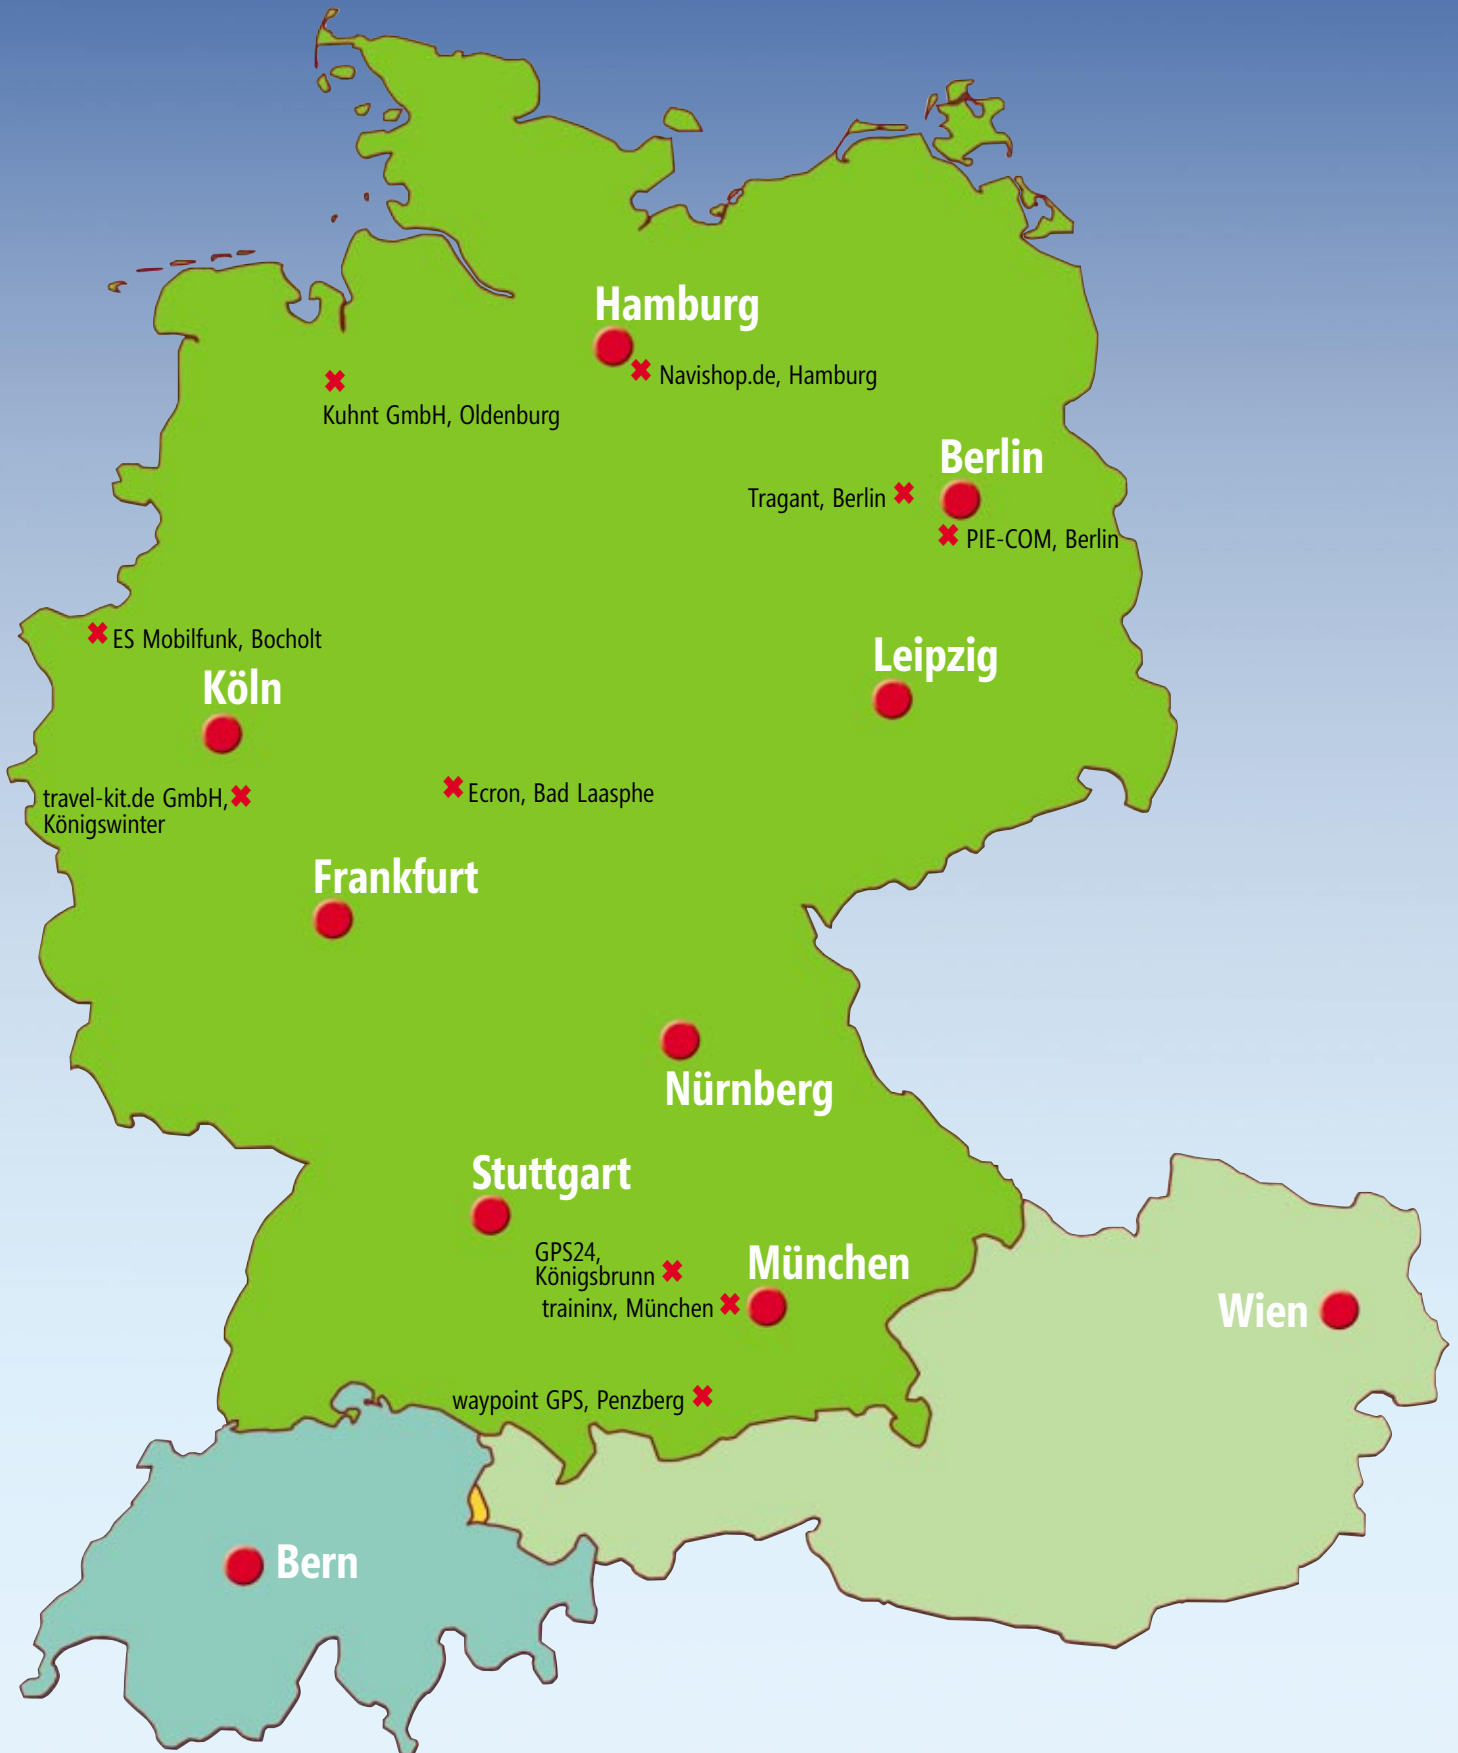 Hamburg
Navishop.de, Hamburg
Kuhnt GmbH, Oldenburg
Berlin
Tragant, Berlin
PIE-COM, Berlin
ES Mobilfunk, Bocholt
Leipzig
Köln
travel-kit.de GmbH,
Königswinter
Ecron, Bad Laasphe
Frankfurt
Nürnberg
Stuttgart
GPS24,
Königsbrunn
München
traininx, München
Wien
waypoint GPS, Penzberg
Bern